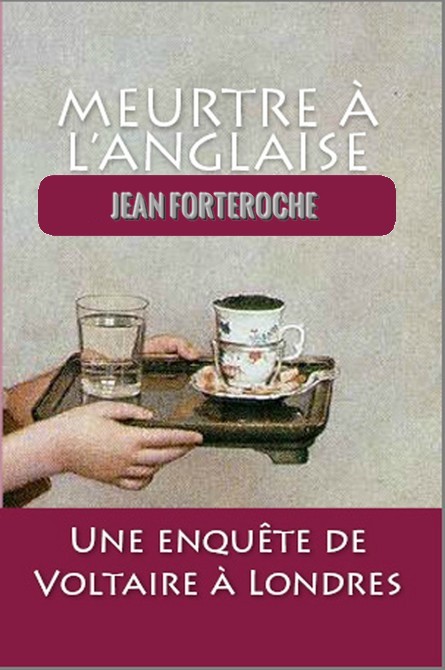 MEURTRE À
L'ANGLAISE
JEAN FORTEROCHE
UNE ENQUÊTE DE
VOLTAIRE À LONDRES